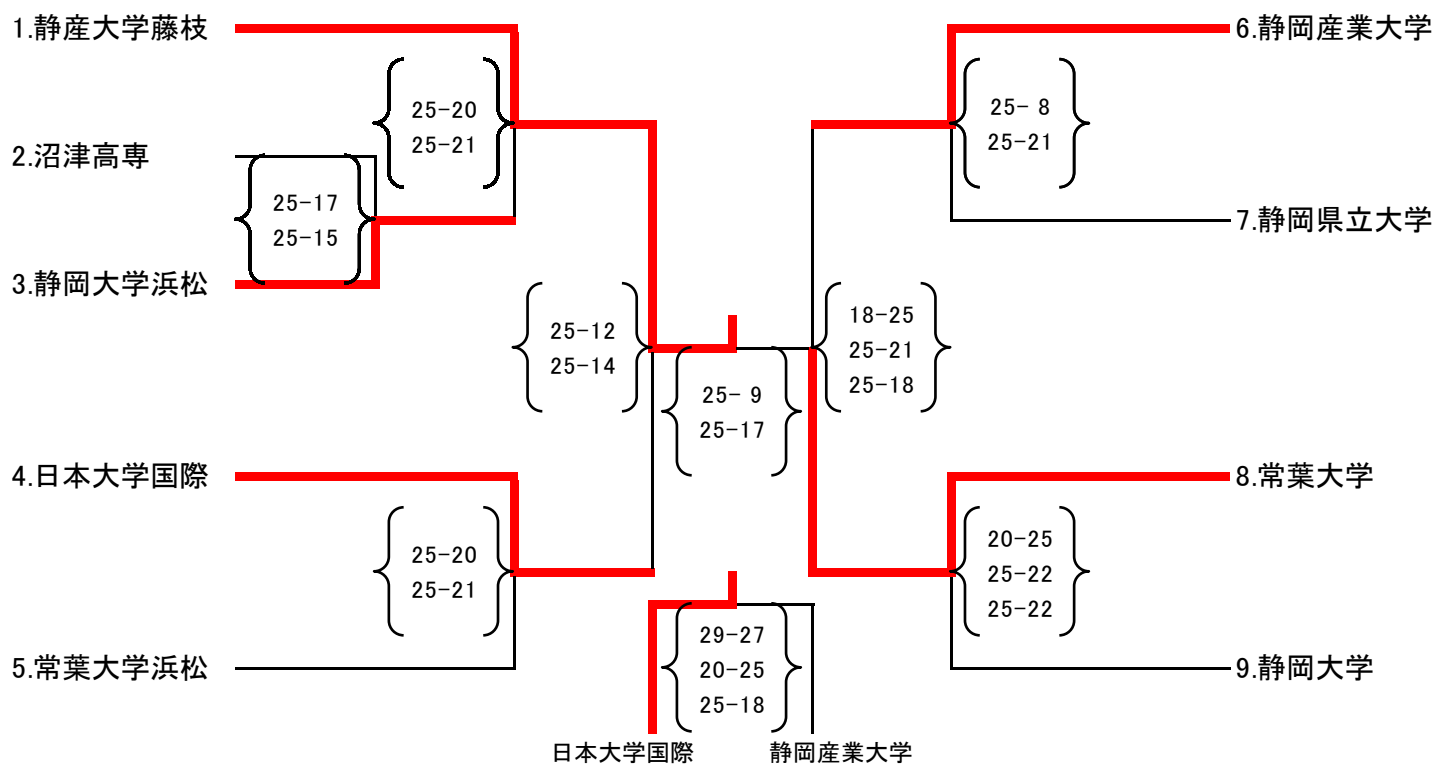 1.静産大学藤枝
25-20
25-21
2.沼津高専
25-17
25-15
3.静岡大学浜松
25-12
25-14
4.日本大学国際
25-20
25-21
5.常葉大学浜松
25- 9
25-17
29-27
20-25
25-18
日本大学国際
静岡産業大学
6.静岡産業大学
25- 8
25-21
7.静岡県立大学
18-25
25-21
25-18
8.常葉大学
20-25
25-22
25-22
9.静岡大学